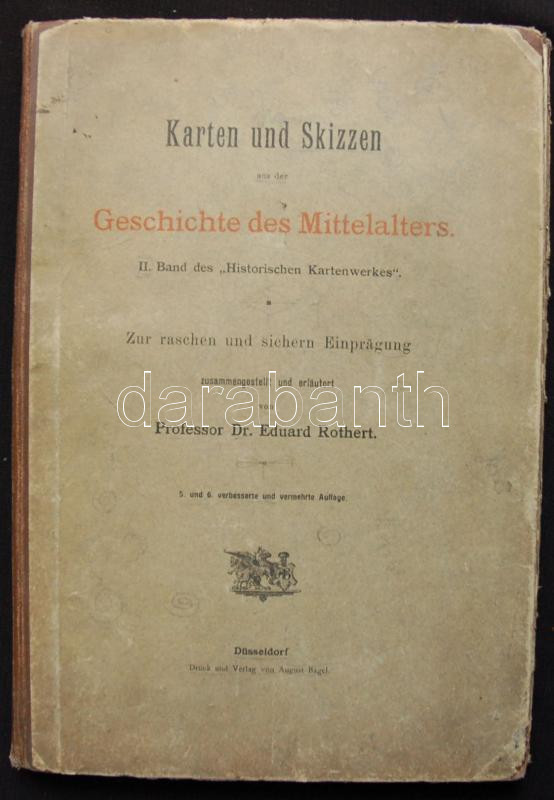 Karten und Skizzen
aus der
Geschichte des Mittelalters.
II. Band des „Historischen Kartenwerkes“.
Zur raschen und sichern Einprägung
zusammengestellt und erläutert
von
darabanth
Professor Dr. Eduard Rothert.
5. und 6. verbesserte und vermehrte Auflage.
Düsseldorf
Druck und Verlag von August Bagel.